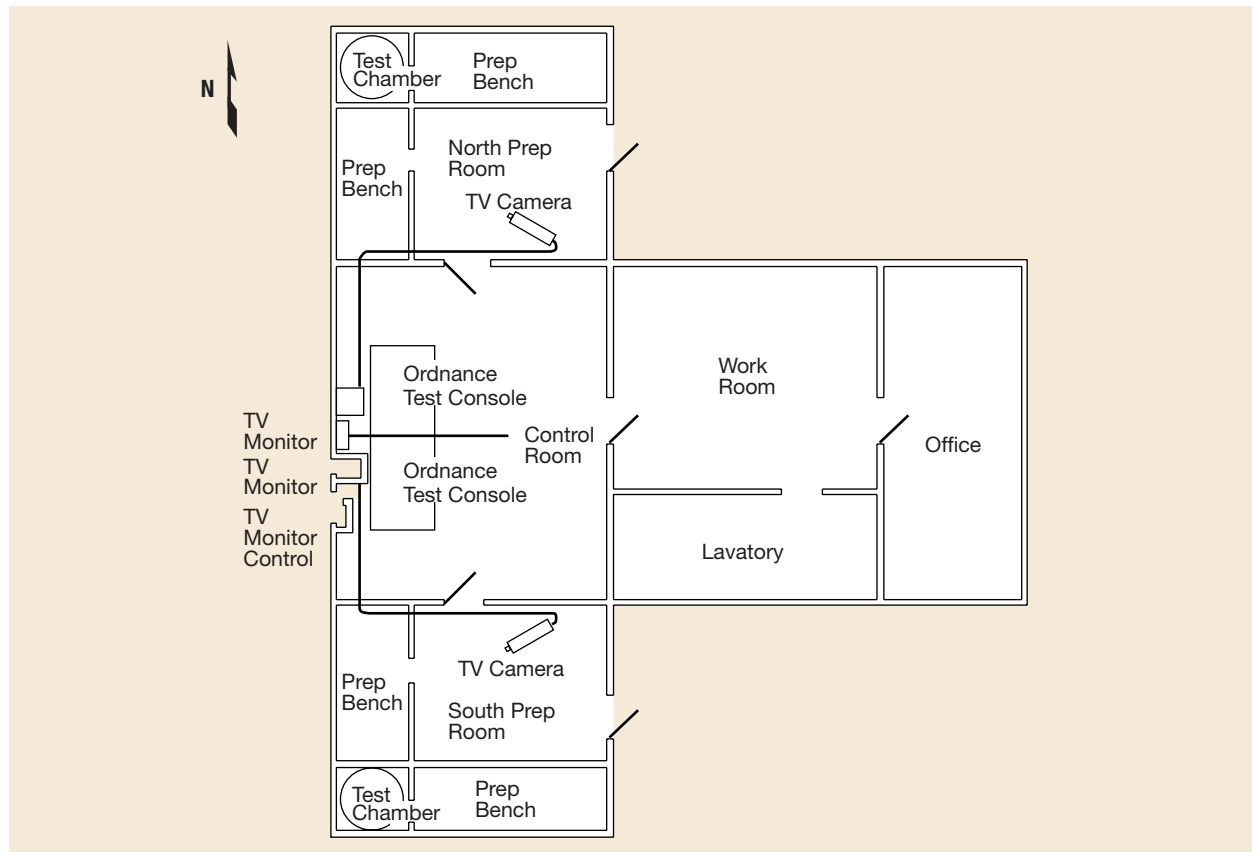 Test
Chamber
Prep
Bench
N
North Prep
Room
Prep
Bench
TV Camera
Ordnance
Test Console
Work
Room
TV
Monitor
Control
Room
Office
TV
Monitor
Ordnance
Test Console
TV
Monitor
Control
Lavatory
TV Camera
Prep
Bench
South Prep
Room
Test
Chamber
Prep
Bench